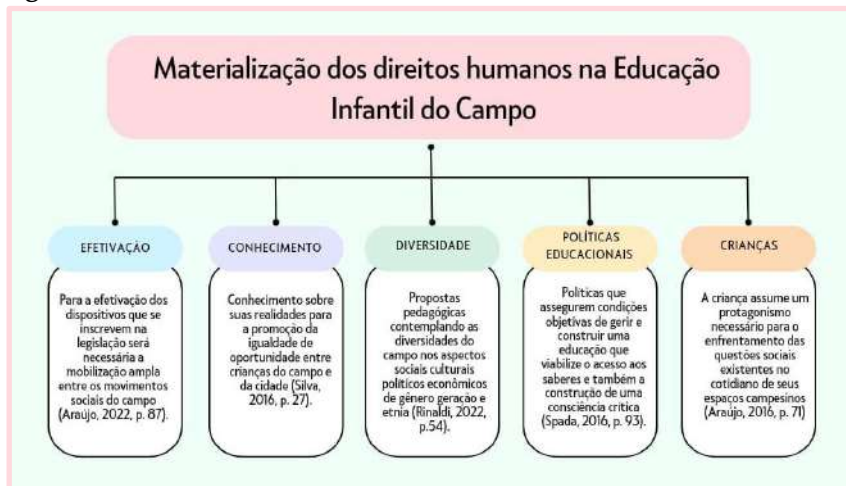 Materialização dos direitos humanos na Educação
Infantil do Campo
EFETIVAÇÃO
Para a efetivação dos
dispositivos que se
inscrevem na
legislação será
necessária a
mobilização ampla
entre os movimentos
sociais do campo
(Araújo, 2022, p. 87).
CONHECIMENTO
Conhecimento sobre
suas realidades para
a promoção da
igualdade de
oportunidade entre
crianças do campo e
da cidade (Silva,
2016, p. 27).
DIVERSIDADE
Propostas
pedagógicas
contemplando as
diversidades do
campo nos aspectos
sociais culturais
políticos econômicos
de gênero geração e
etnia (Rinaldi, 2022,
p.54).
POLÍTICAS
EDUCACIONAIS
Políticas que
assegurem condições
objetivas de gerir e
construir uma
educação que
viabilize o acesso aos
saberes e também a
construção de uma
consciência crítica
(Spada, 2016, p. 93).
CRIANÇAS
A criança assume um
protagonismo
necessário para o
enfrentamento das
questões sociais
existentes no
cotidiano de seus
espaços campesinos
(Araújo, 2016, p. 71)